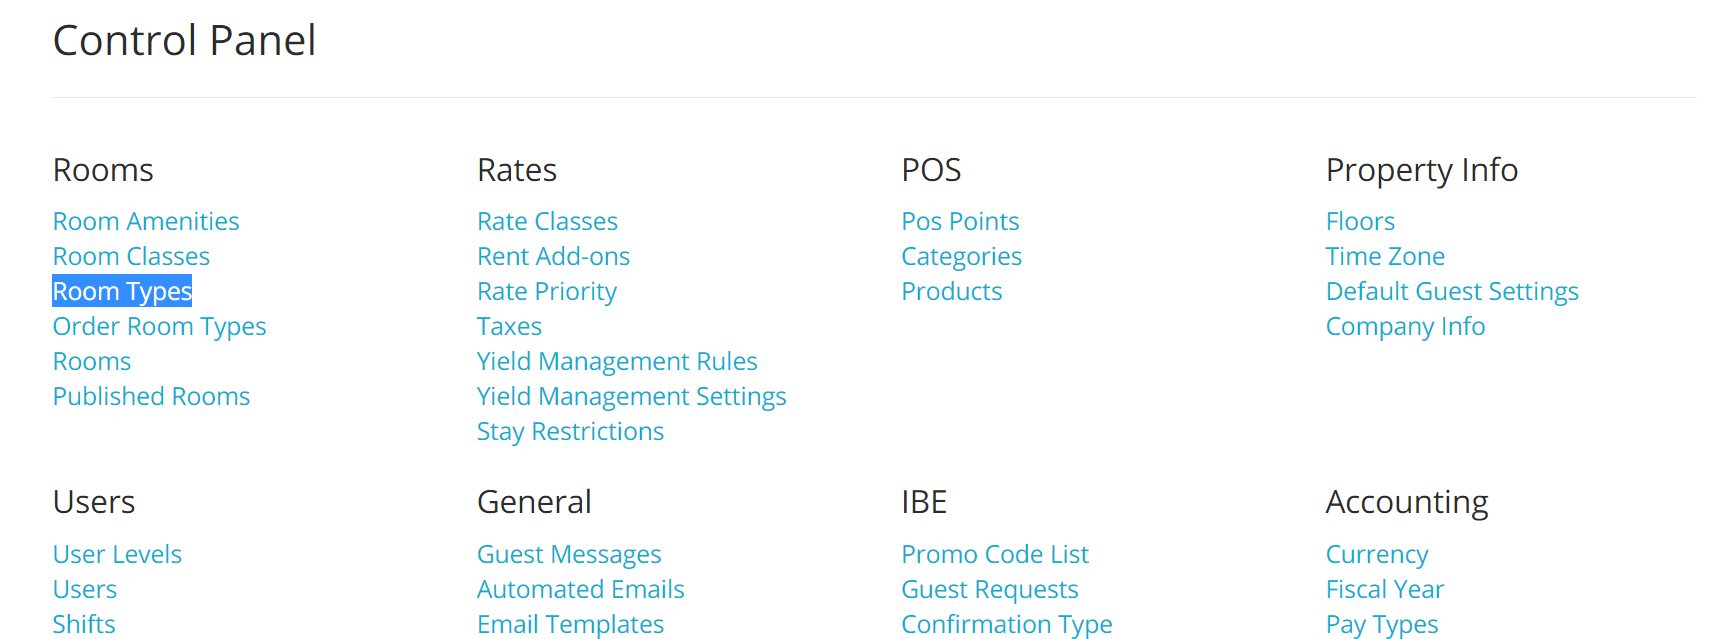 Control Panel
Rooms
Room Amenities
Room Classes
Room Types
Order Room Types
Rooms
Published Rooms
Rates
Rate Classes
Rent Add-ons
Rate Priority
Taxes
Yield Management Rules
Yield Management Settings
Stay Restrictions
POS
Pos Points
Categories
Products
Property Info
Floors
Time Zone
Default Guest Settings
Company Info
Users
User Levels
Users
Shifts
General
Guest Messages
Automated Emails
Email Templates
IBE
Promo Code List
Guest Requests
Confirmation Type
Accounting
Currency
Fiscal Year
Pay Types